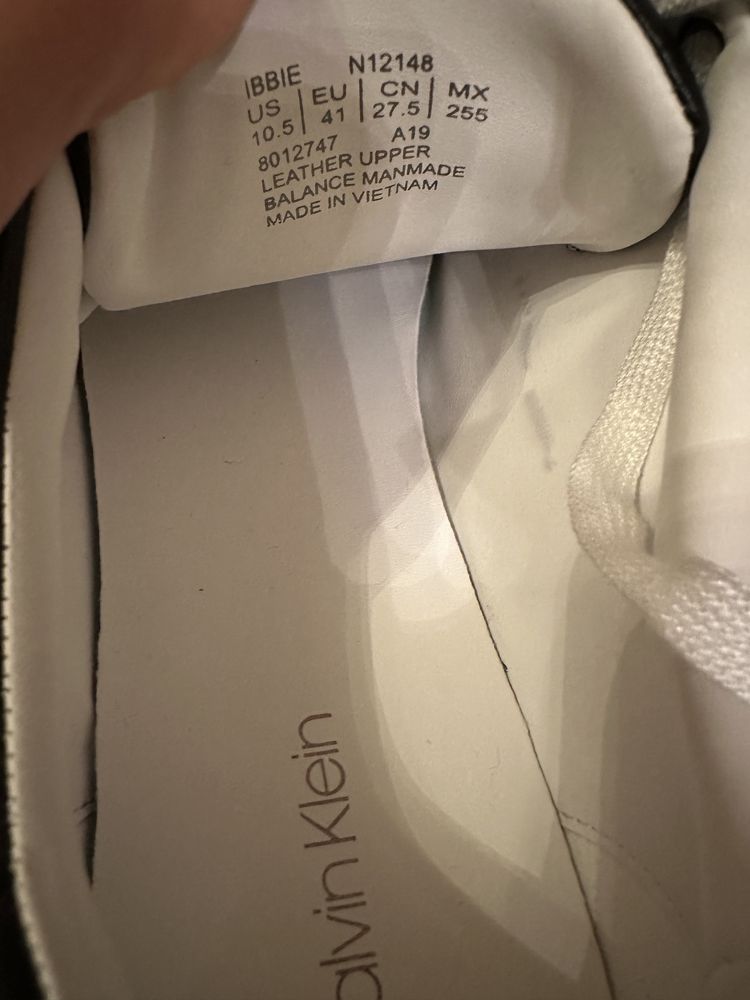 IBBIE N12148
US | EU | CN | MX
10.5 | 41 | 27.5 | 255
8012747 A19
LEATHER UPPER
BALANCE MANMADE
MADE IN VIETNAM
alvin Klein